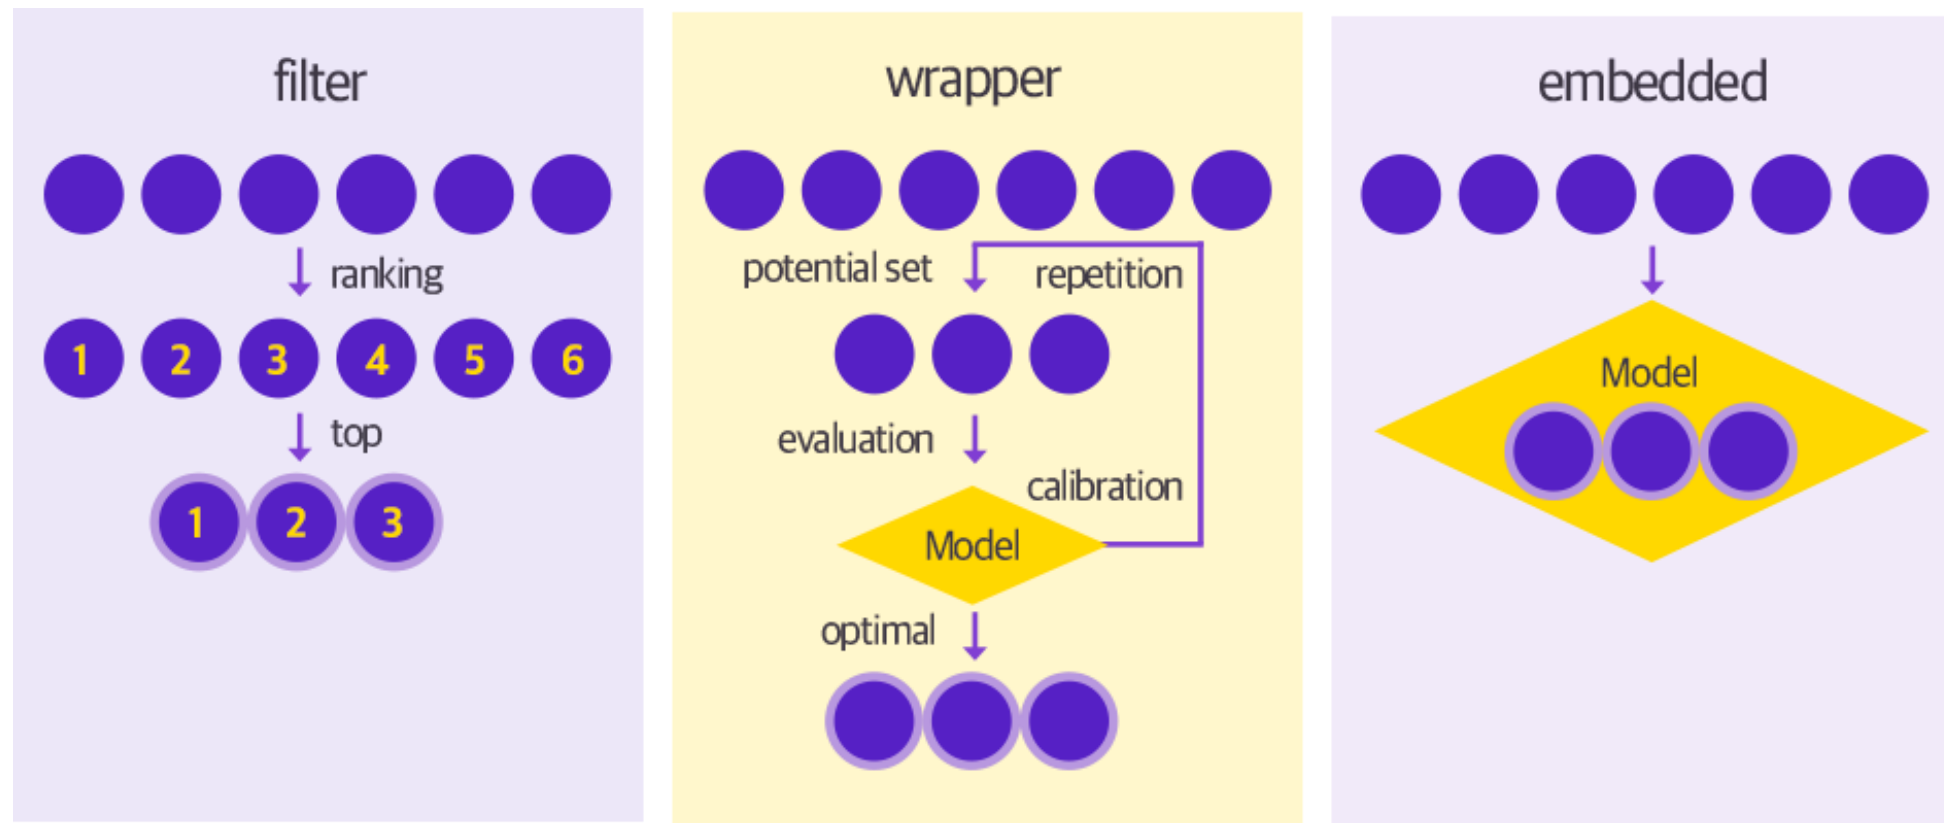 filter
ranking
1 2 3 4 5 6
top
1 2 3
wrapper
potential set
repetition
evaluation
calibration
Model
optimal
embedded
Model